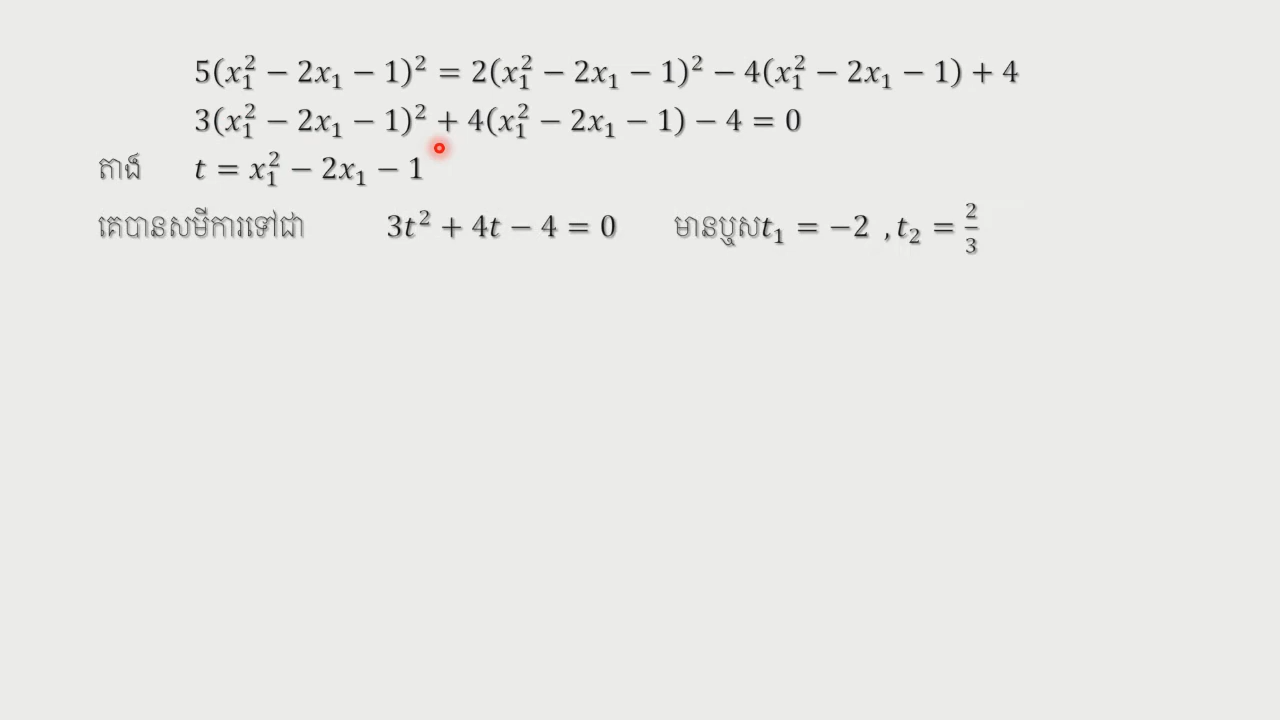 5(x₁² − 2x₁ − 1)² = 2(x₁² − 2x₁ − 1)² − 4(x₁² − 2x₁ − 1) + 4
3(x₁² − 2x₁ − 1)² + 4(x₁² − 2x₁ − 1) − 4 = 0
តាង t = x₁² − 2x₁ − 1
គេបានសមីការទៅជា 3t² + 4t − 4 = 0 មានឫស t₁ = −2 , t₂ = 2/3